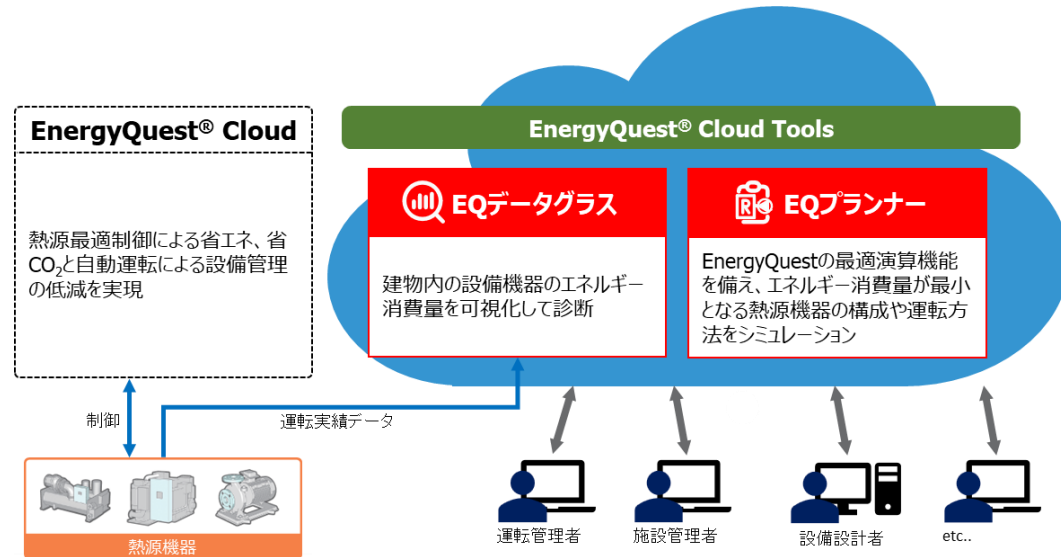 EnergyQuest® Cloud
熱源最適制御による省エネ、省
CO₂と自動運転による設備管理
の低減を実現
EnergyQuest® Cloud Tools
EQデータグラス
建物内の設備機器のエネルギー
消費量を可視化して診断
EQプランナー
EnergyQuestの最適演算機能
を備え、エネルギー消費量が最小
となる熱源機器の構成や運転方
法をシミュレーション
制御
運転実績データ
熱源機器
運転管理者
施設管理者
設備設計者
etc..